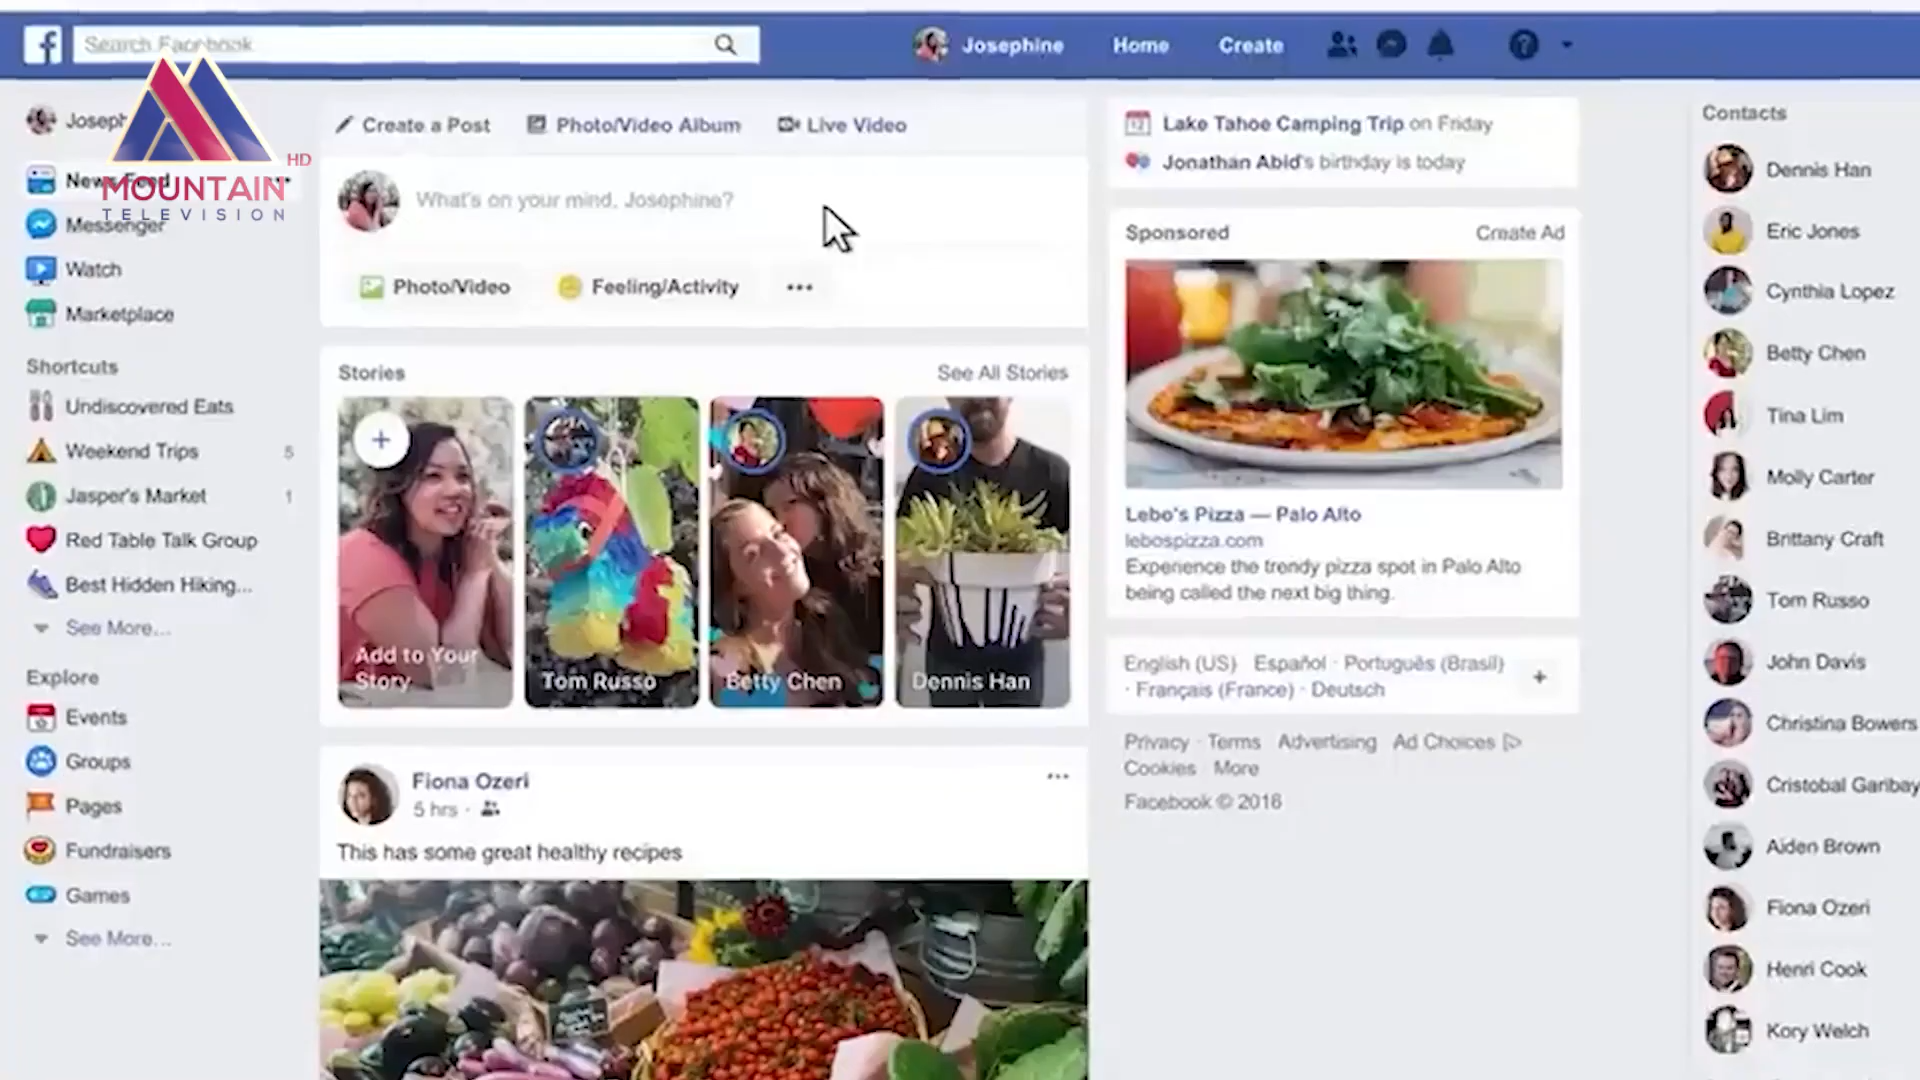 Search Facebook
Josephine
Home
Create
MOUNTAIN HD
TELEVISION
Joseph
News Feed
Messenger
Watch
Marketplace
Shortcuts
Undiscovered Eats
Weekend Trips 5
Jasper's Market 1
Red Table Talk Group
Best Hidden Hiking...
See More...
Explore
Events
Groups
Pages
Fundraisers
Games
See More...
Create a Post
Photo/Video Album
Live Video
What's on your mind, Josephine?
Photo/Video
Feeling/Activity
Stories
See All Stories
Add to Your
Story
Tom Russo
Betty Chen
Dennis Han
Fiona Ozeri
5 hrs ·
This has some great healthy recipes
12
Lake Tahoe Camping Trip on Friday
Jonathan Abid's birthday is today
Sponsored
Create Ad
Lebo's Pizza — Palo Alto
lebospizza.com
Experience the trendy pizza spot in Palo Alto
being called the next big thing.
English (US) Español · Português (Brasil)
· Français (France) · Deutsch
Privacy · Terms Advertising Ad Choices
Cookies More
Facebook © 2018
Contacts
Dennis Han
Eric Jones
Cynthia Lopez
Betty Chen
Tina Lim
Molly Carter
Brittany Craft
Tom Russo
John Davis
Christina Bowers
Cristobal Garibay
Aiden Brown
Fiona Ozeri
Henri Cook
Kory Welch